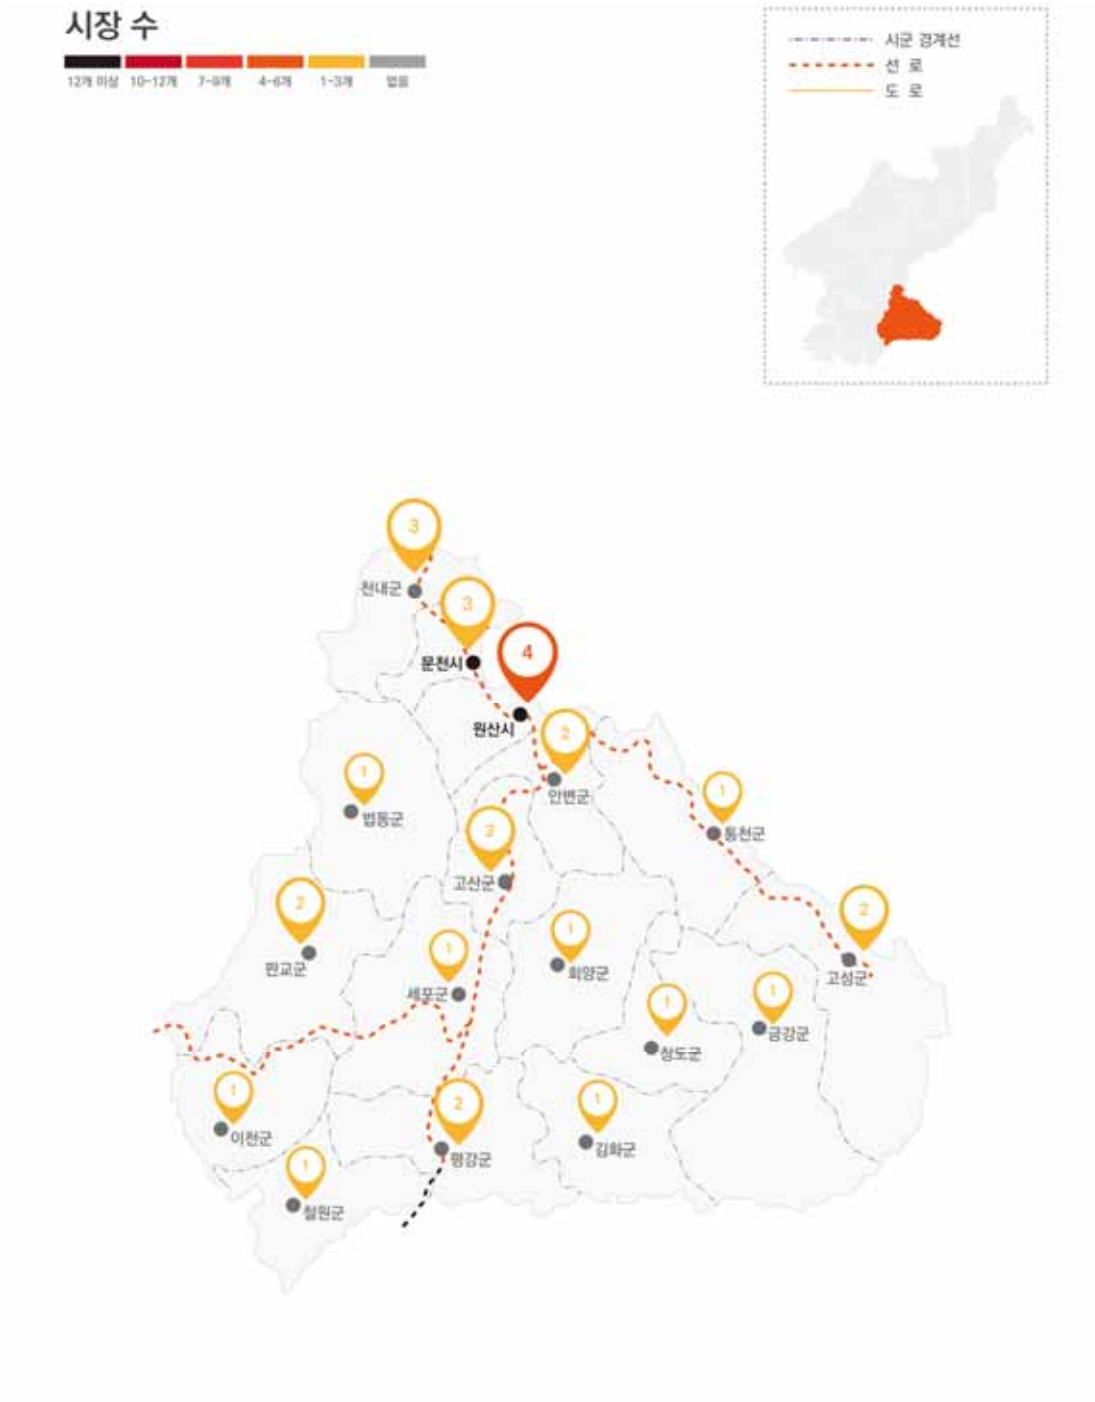 시장 수
12개 이상 10-12개 7-9개 4-6개 1-3개 없음
시군 경계선
선 로
도 로
3
천내군
3
문천시
4
원산시
2
안변군
1
법동군
1
통천군
2
고산군
2
판교군
2
고성군
1
세포군
1
회양군
1
창도군
1
금강군
1
이천군
2
평강군
1
김화군
1
철원군